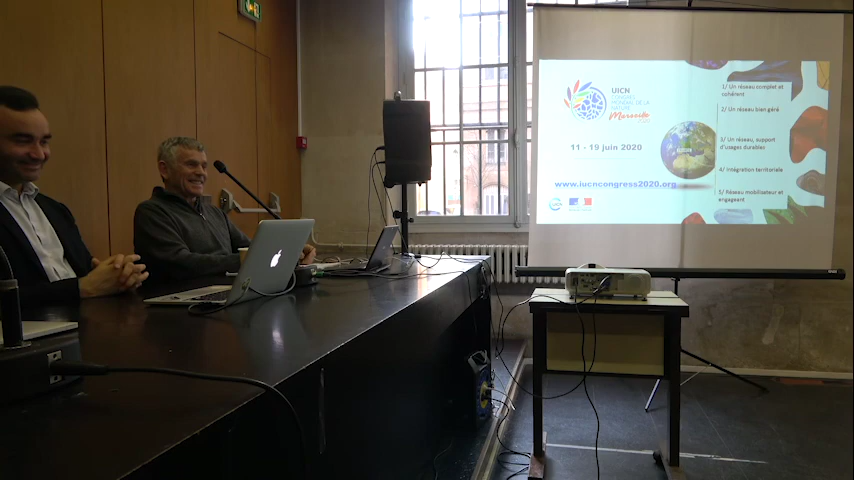 UICN
CONGRÈS
MONDIAL DE LA
NATURE
Marseille
11 - 19 juin 2020
www.iucncongress2020.org
UICN
1/ Un réseau complet et
cohérent
2/ Un réseau bien géré
3/ Un réseau, support
d'usages durables
4/ Intégration territoriale
5/ Réseau mobilisateur et
engageant